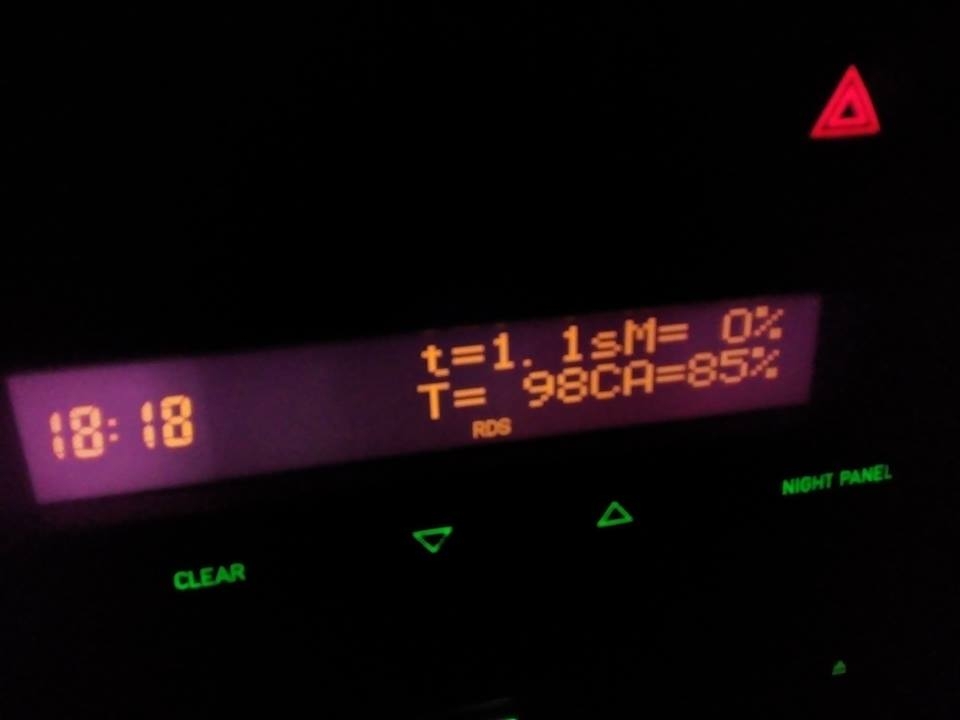 t=1.1sM= 0%
18:18 T= 98CA=85%
RDS
NIGHT PANEL
CLEAR